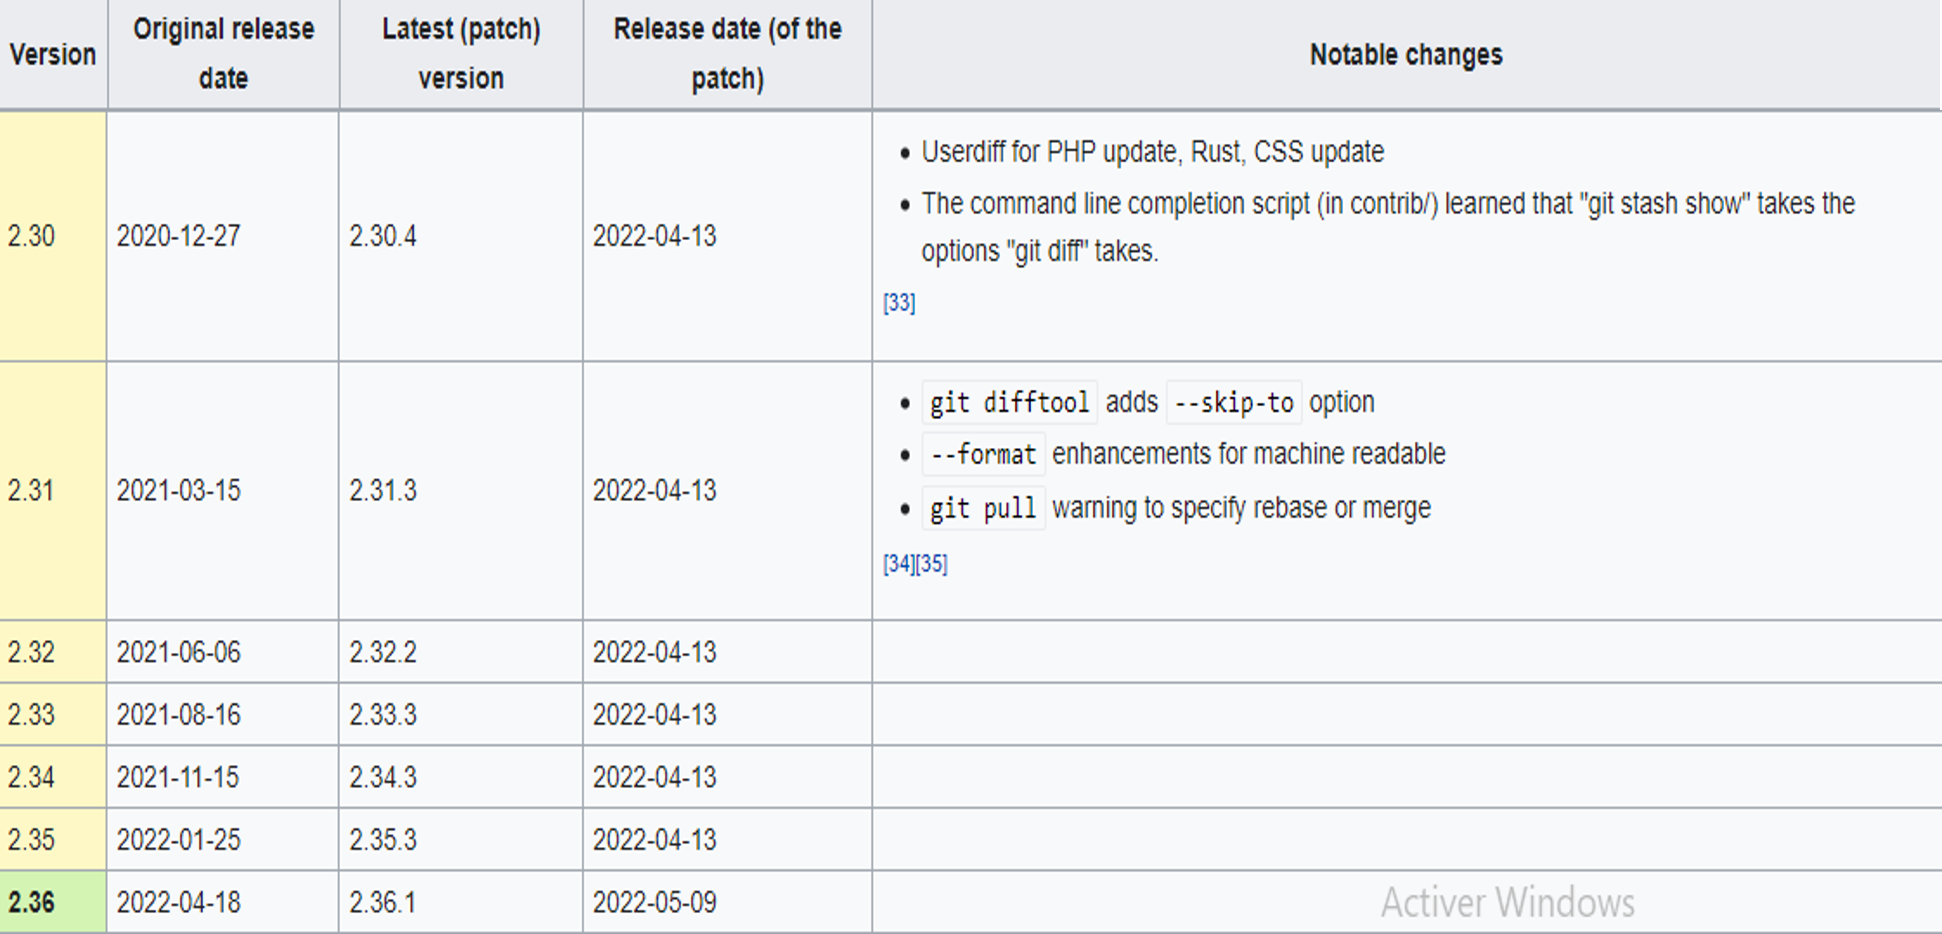 Version
Original release
date
Latest (patch)
version
Release date (of the
patch)
Notable changes
2.30
2020-12-27
2.30.4
2022-04-13
• Userdiff for PHP update, Rust, CSS update
• The command line completion script (in contrib/) learned that "git stash show" takes the
options "git diff" takes.
[33]
2.31
2021-03-15
2.31.3
2022-04-13
• git difftool adds --skip-to option
• --format enhancements for machine readable
• git pull warning to specify rebase or merge
[34][35]
2.32
2021-06-06
2.32.2
2022-04-13
2.33
2021-08-16
2.33.3
2022-04-13
2.34
2021-11-15
2.34.3
2022-04-13
2.35
2022-01-25
2.35.3
2022-04-13
2.36
2022-04-18
2.36.1
2022-05-09
Activer Windows